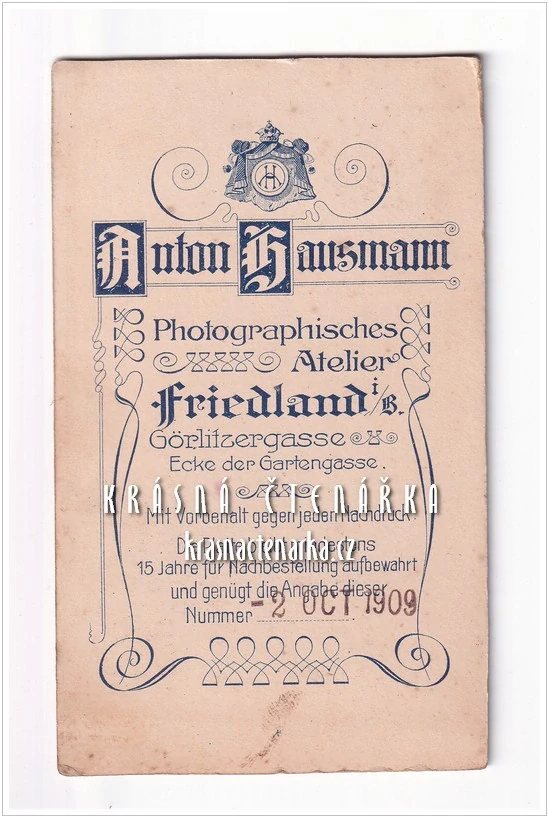 AH
Anton Hausmann
Photographisches
Atelier
Friedland i/B.
Görlitzergasse
Ecke der Gartengasse.
KRÁSNÁ ČTENÁŘKA
Mit Vorbehalt gegen jeden Nachdruck.
krasnactenarka.cz
15 Jahre für Nachbestellung aufbewahrt
und genügt die Angabe dieser
Nummer
-2 OCT 1909